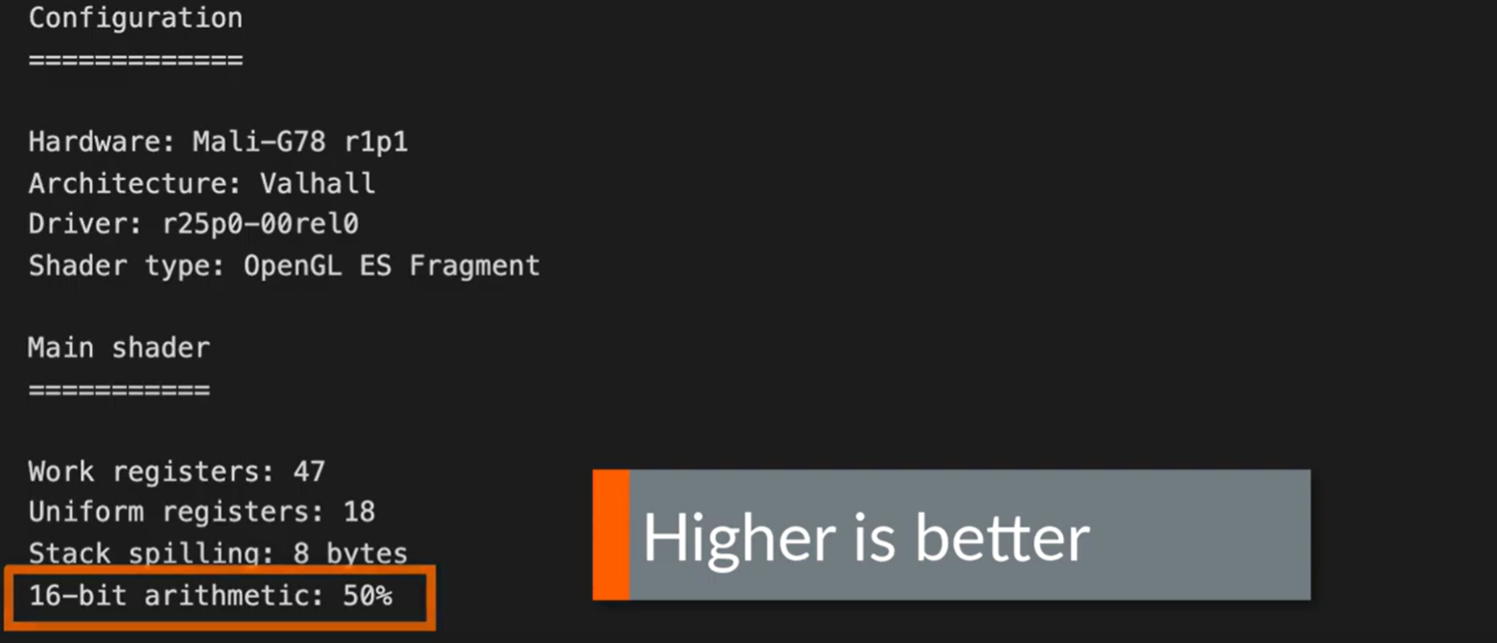 Configuration
=============
Hardware: Mali-G78 r1p1
Architecture: Valhall
Driver: r25p0-00rel0
Shader type: OpenGL ES Fragment
Main shader
===========
Work registers: 47
Uniform registers: 18
Stack spilling: 8 bytes
16-bit arithmetic: 50%
Higher is better